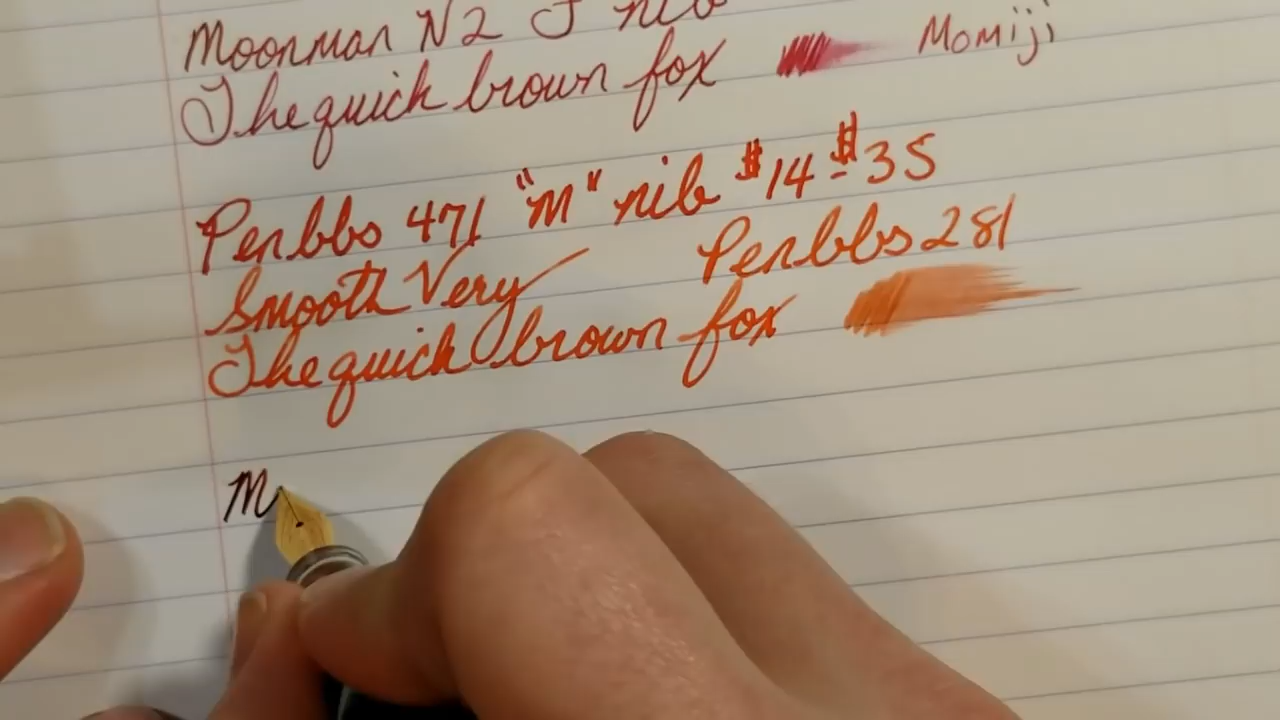 Moonman N2 F nib
The quick brown fox Momiji
Penbbs 471 "M" nib $14-$35
Smooth Very Penbbs 281
The quick brown fox
M